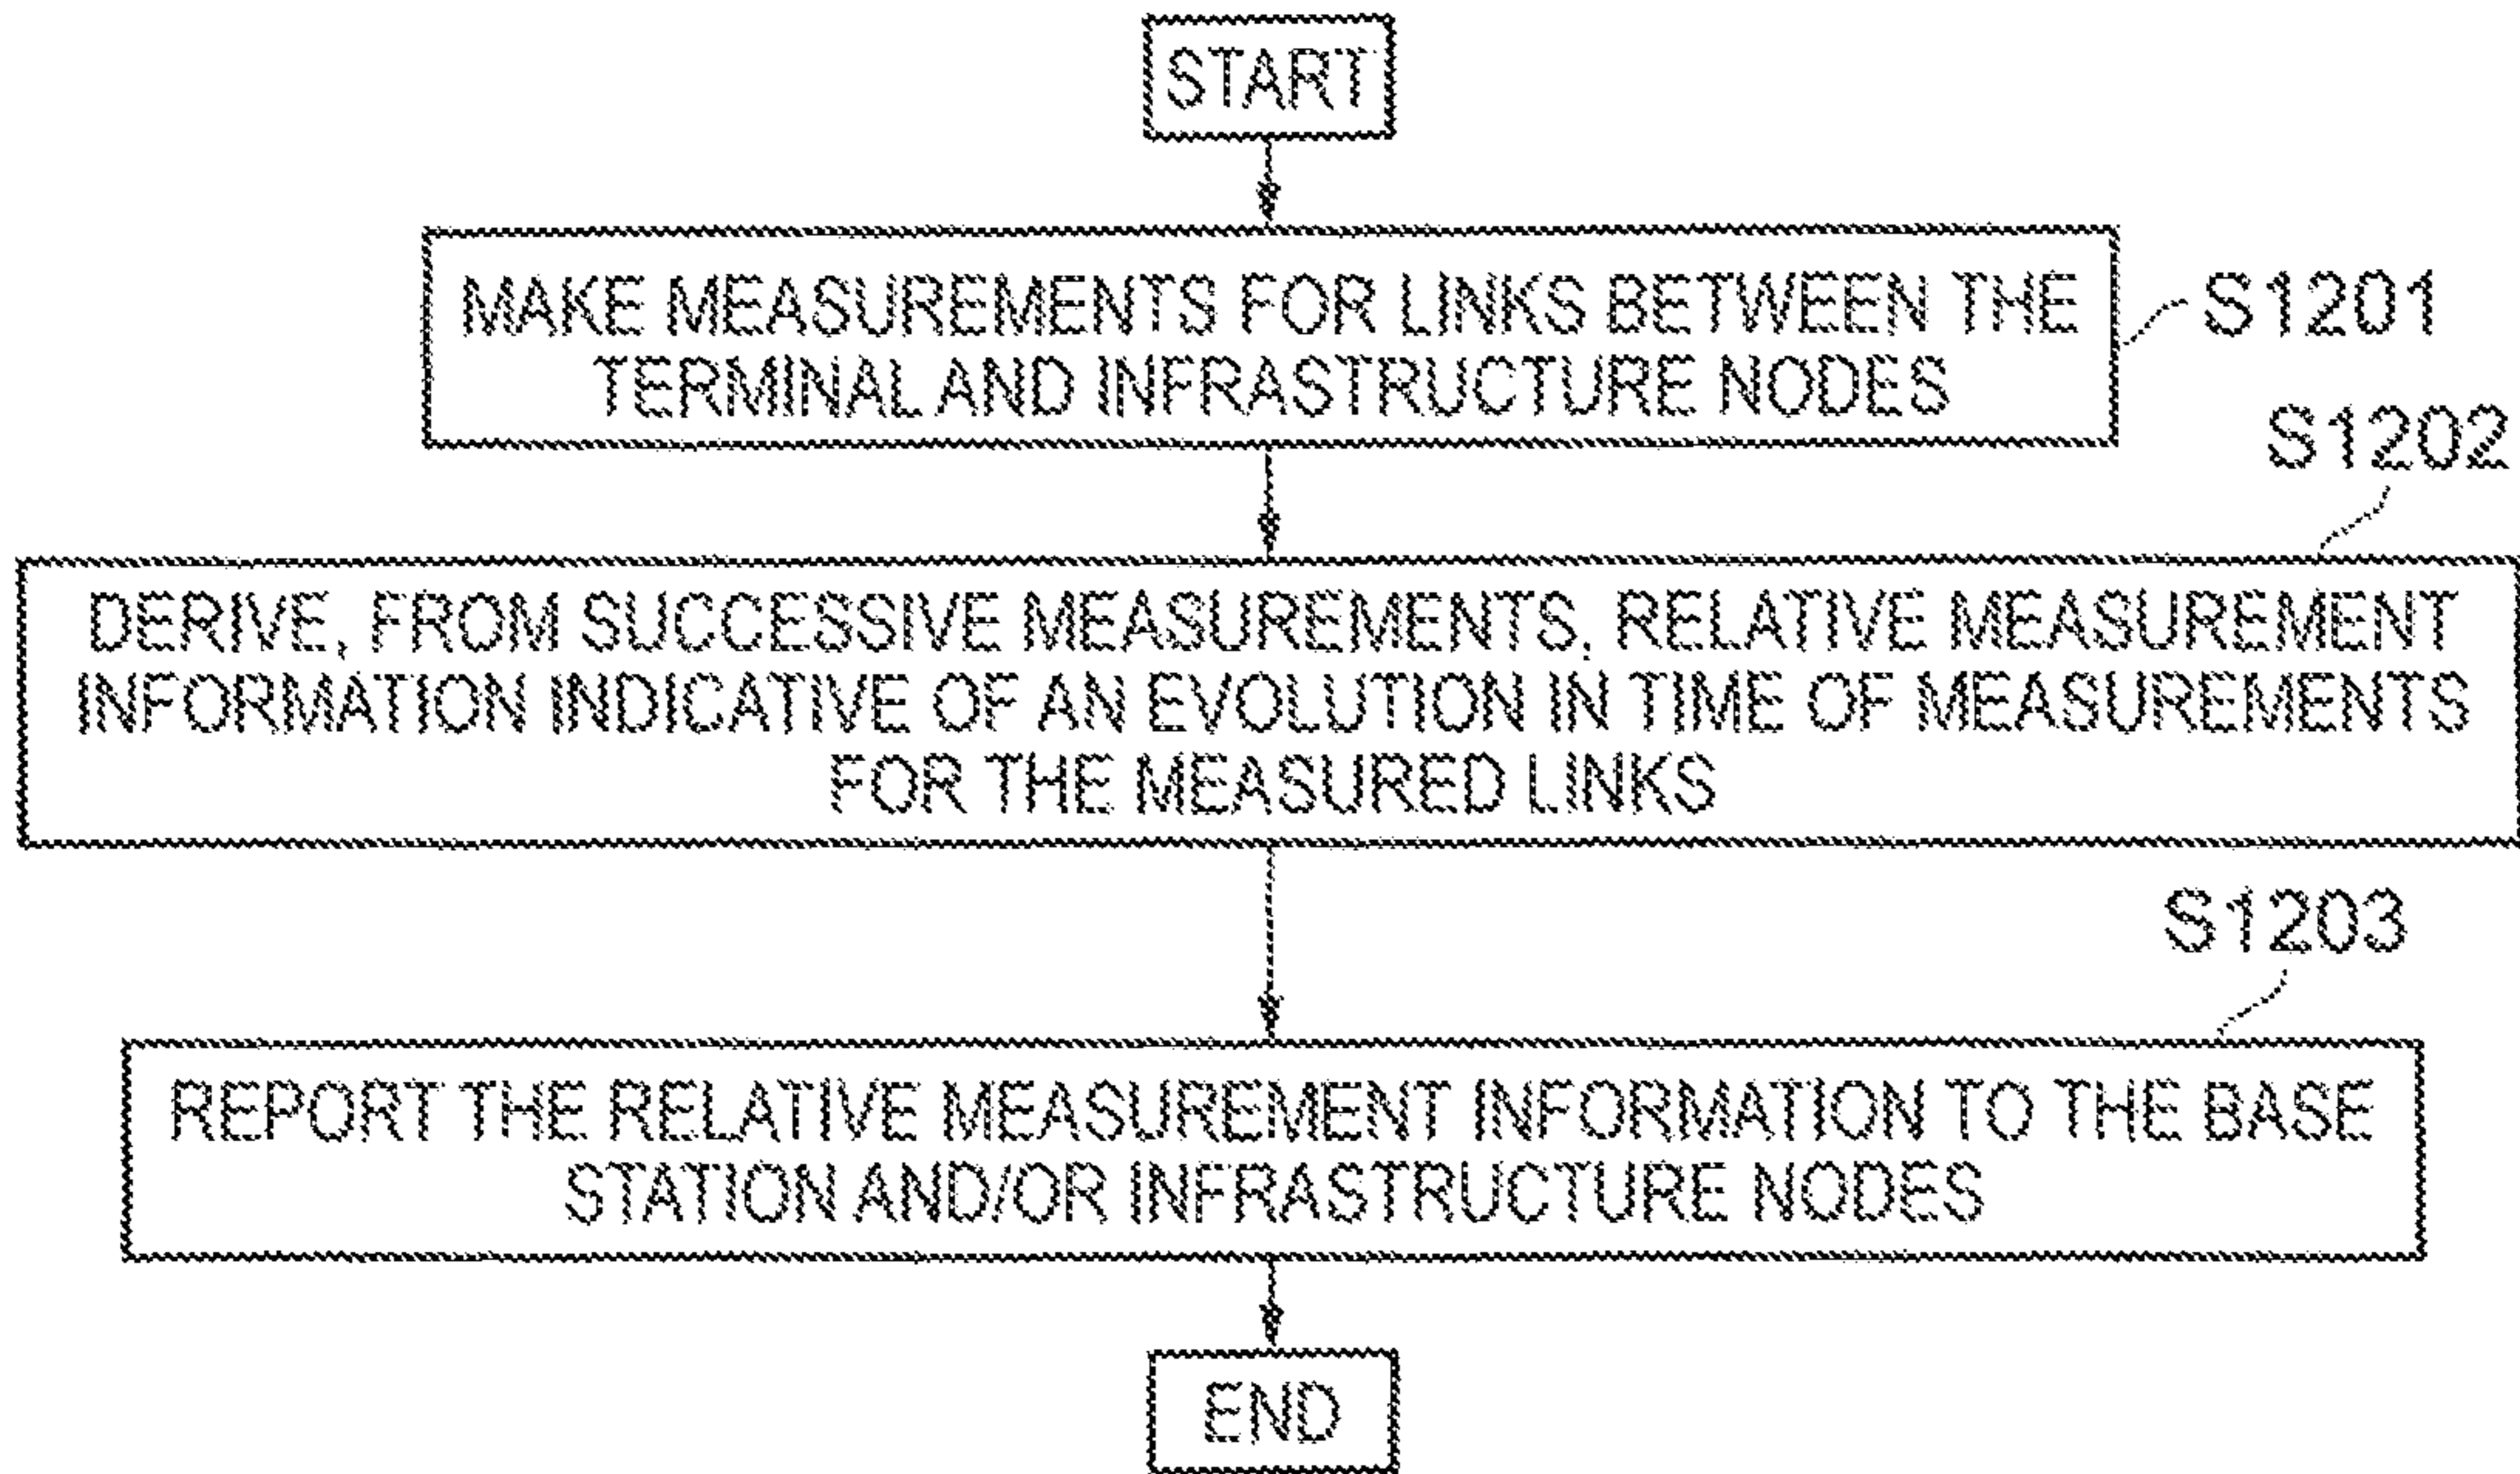 START
MAKE MEASUREMENTS FOR LINKS BETWEEN THE
TERMINAL AND INFRASTRUCTURE NODES
S1201
S1202
DERIVE, FROM SUCCESSIVE MEASUREMENTS, RELATIVE MEASUREMENT
INFORMATION INDICATIVE OF AN EVOLUTION IN TIME OF MEASUREMENTS
FOR THE MEASURED LINKS
S1203
REPORT THE RELATIVE MEASUREMENT INFORMATION TO THE BASE
STATION AND/OR INFRASTRUCTURE NODES
END